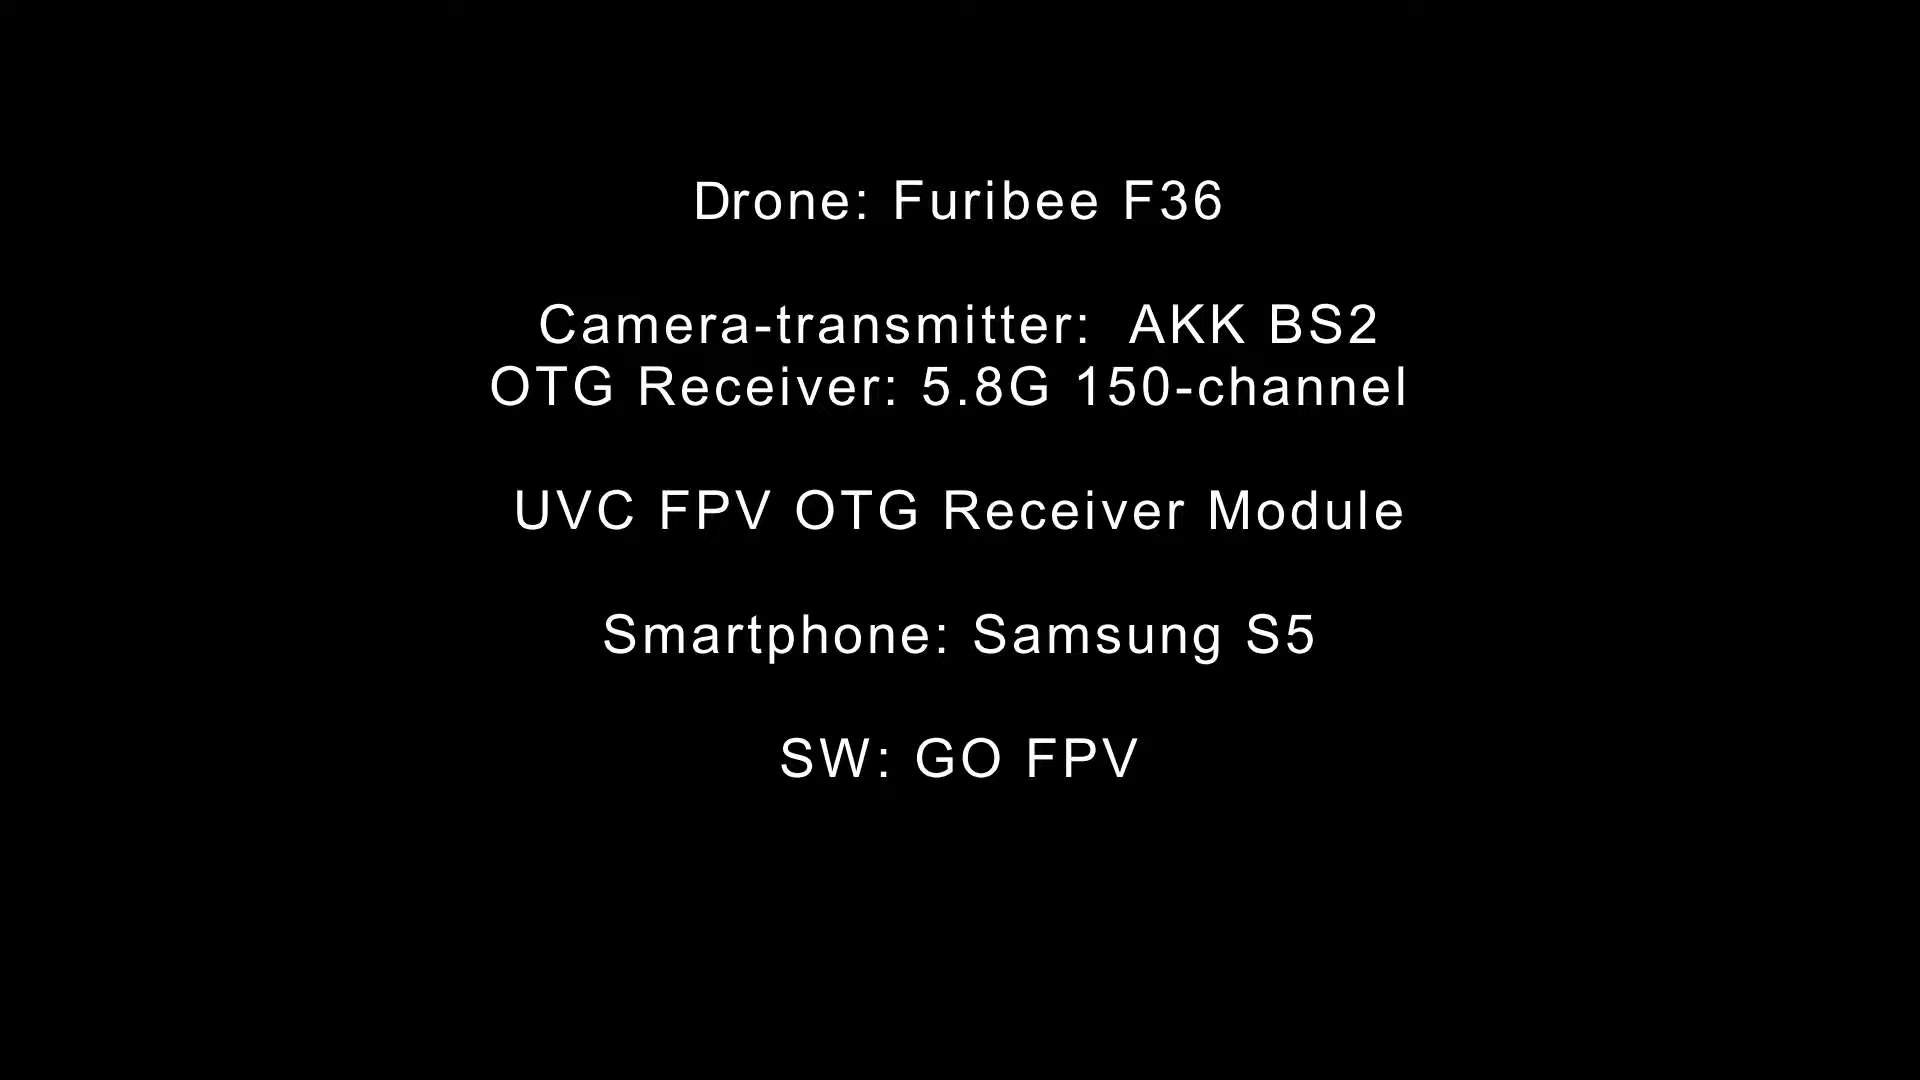 Drone: Furibee F36
Camera-transmitter:  AKK BS2
OTG Receiver: 5.8G 150-channel
UVC FPV OTG Receiver Module
Smartphone: Samsung S5
SW: GO FPV